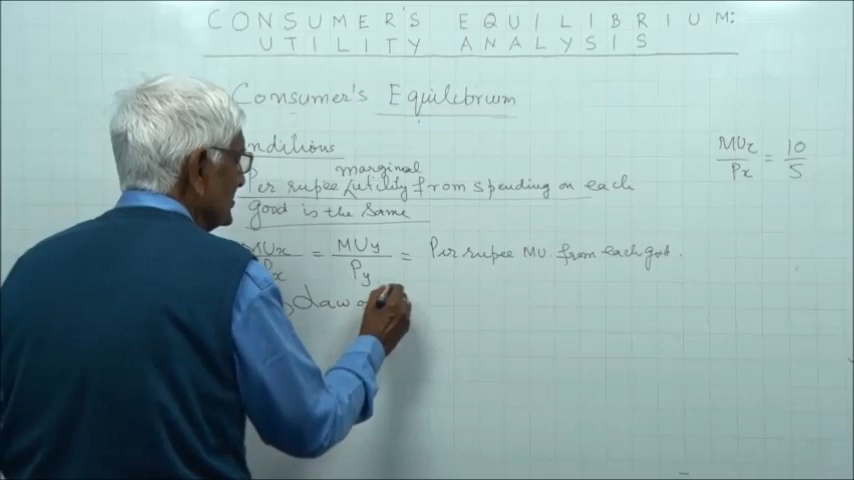 CONSUMER'S EQUILIBRIUM:
UTILITY ANALYSIS
Consumer's Equilibrium
nditions
marginal
Per rupee utility from spending on each
good is the same
MUx/Px = MUy/Py = Per rupee MU. from each good.
Law o
MUx/Px = 10/5